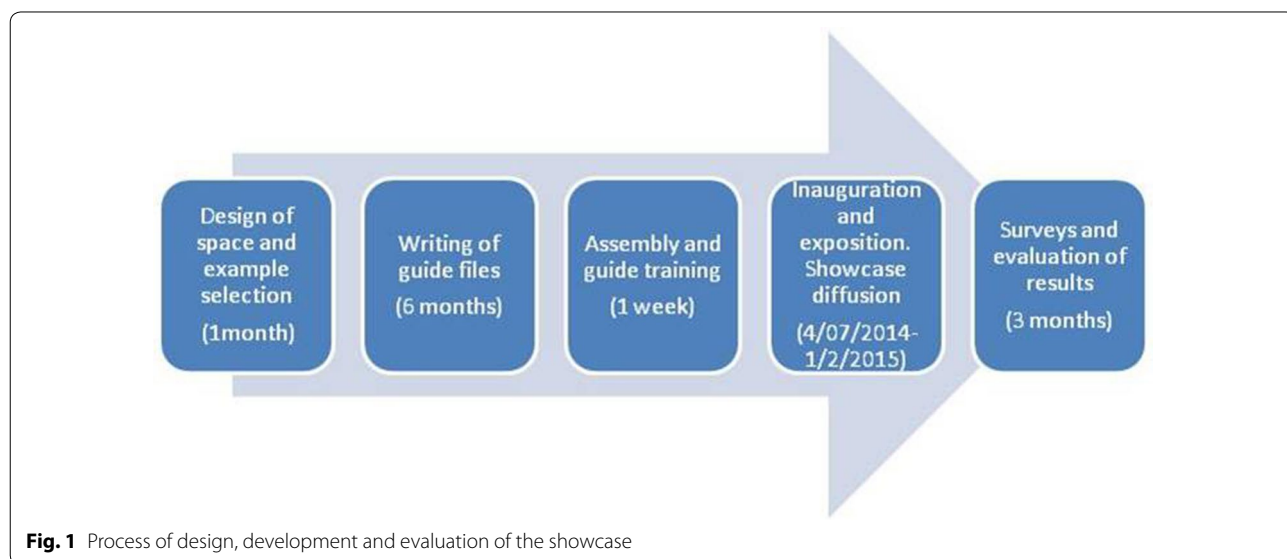 Design of
space and
example
selection
(1month)
Writing of
guide files
(6 months)
Assembly and
guide training
(1 week)
Inauguration
and
exposition.
Showcase
diffusion
(4/07/2014-
1/2/2015)
Surveys and
evaluation of
results
(3 months)
Fig. 1 Process of design, development and evaluation of the showcase